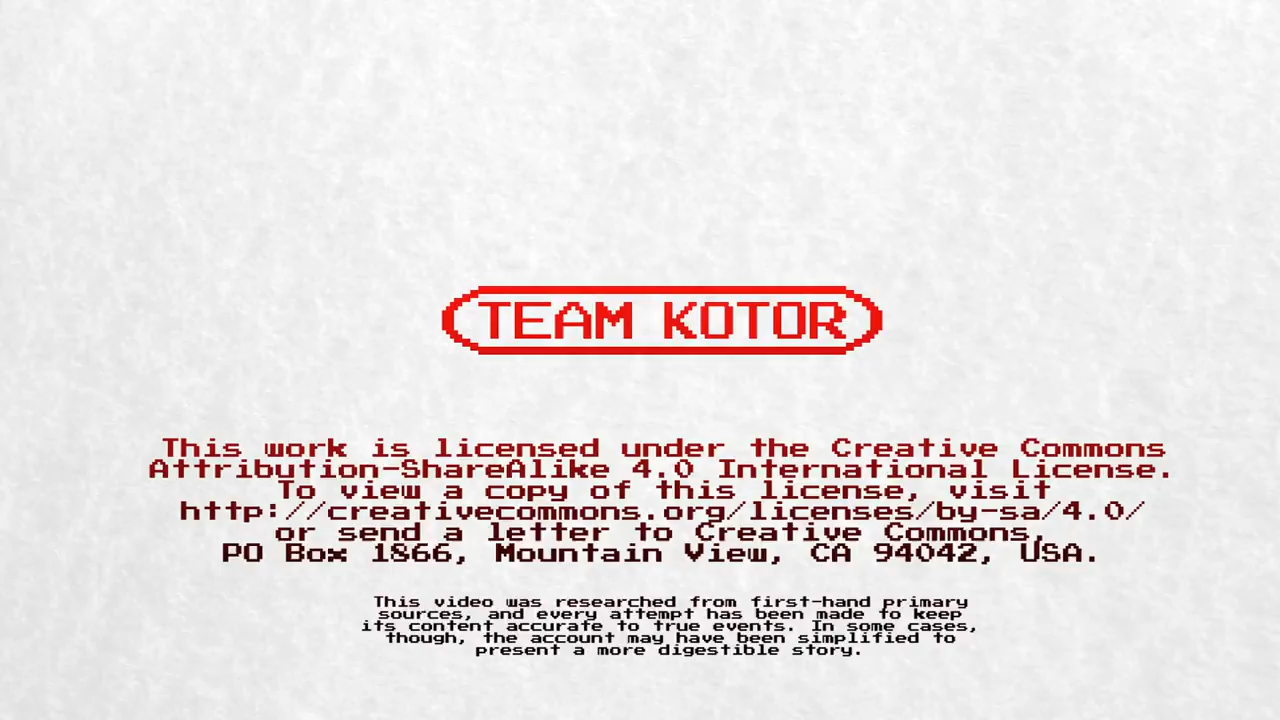 TEAM KOTOR
This work is licensed under the Creative Commons
Attribution-ShareAlike 4.0 International License.
To view a copy of this license, visit
http://creativecommons.org/licenses/by-sa/4.0/
or send a letter to Creative Commons,
PO Box 1866, Mountain View, CA 94042, USA.
This video was researched from first-hand primary
sources, and every attempt has been made to keep
its content accurate to true events. In some cases,
though, the account may have been simplified to
present a more digestible story.